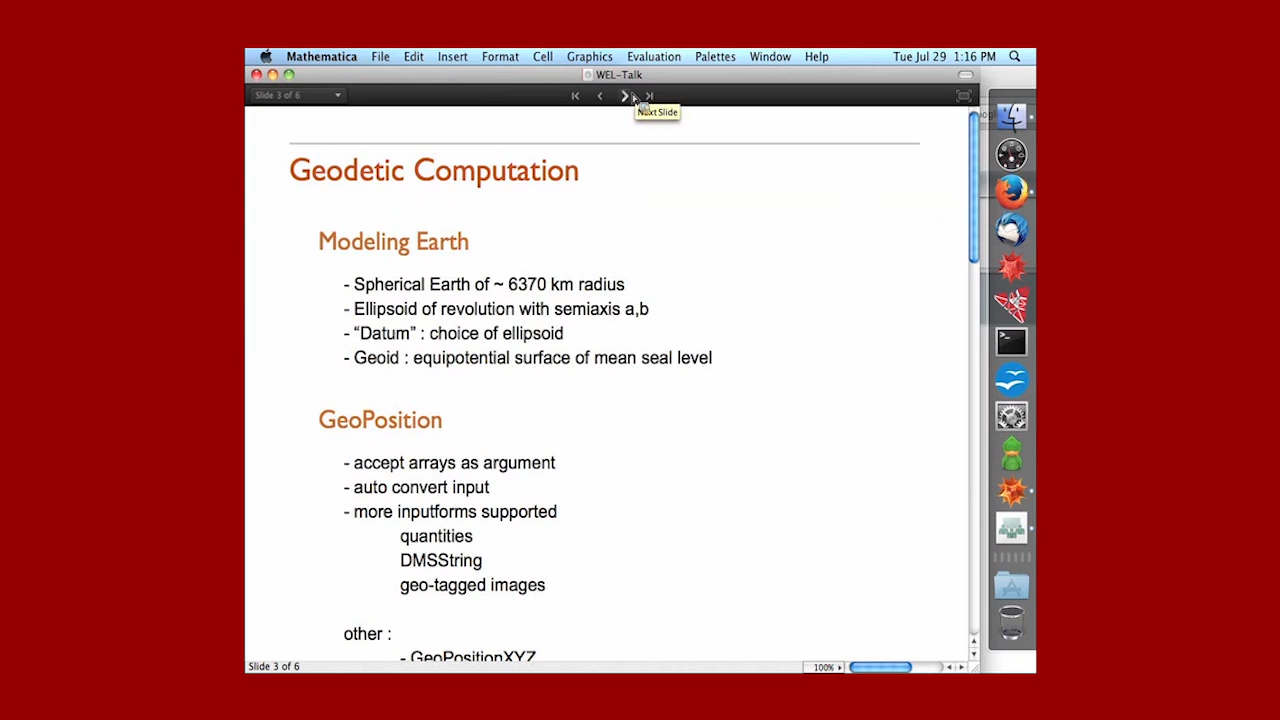 Mathematica File Edit Insert Format Cell Graphics Evaluation Palettes Window Help Tue Jul 29 1:16 PM
WEL-Talk
Slide 3 of 6
Next Slide
Geodetic Computation
Modeling Earth
- Spherical Earth of ~ 6370 km radius
- Ellipsoid of revolution with semiaxis a,b
- “Datum” : choice of ellipsoid
- Geoid : equipotential surface of mean seal level
GeoPosition
- accept arrays as argument
- auto convert input
- more inputforms supported
quantities
DMSString
geo-tagged images
other :
- GeoPositionXYZ
Slide 3 of 6 100%